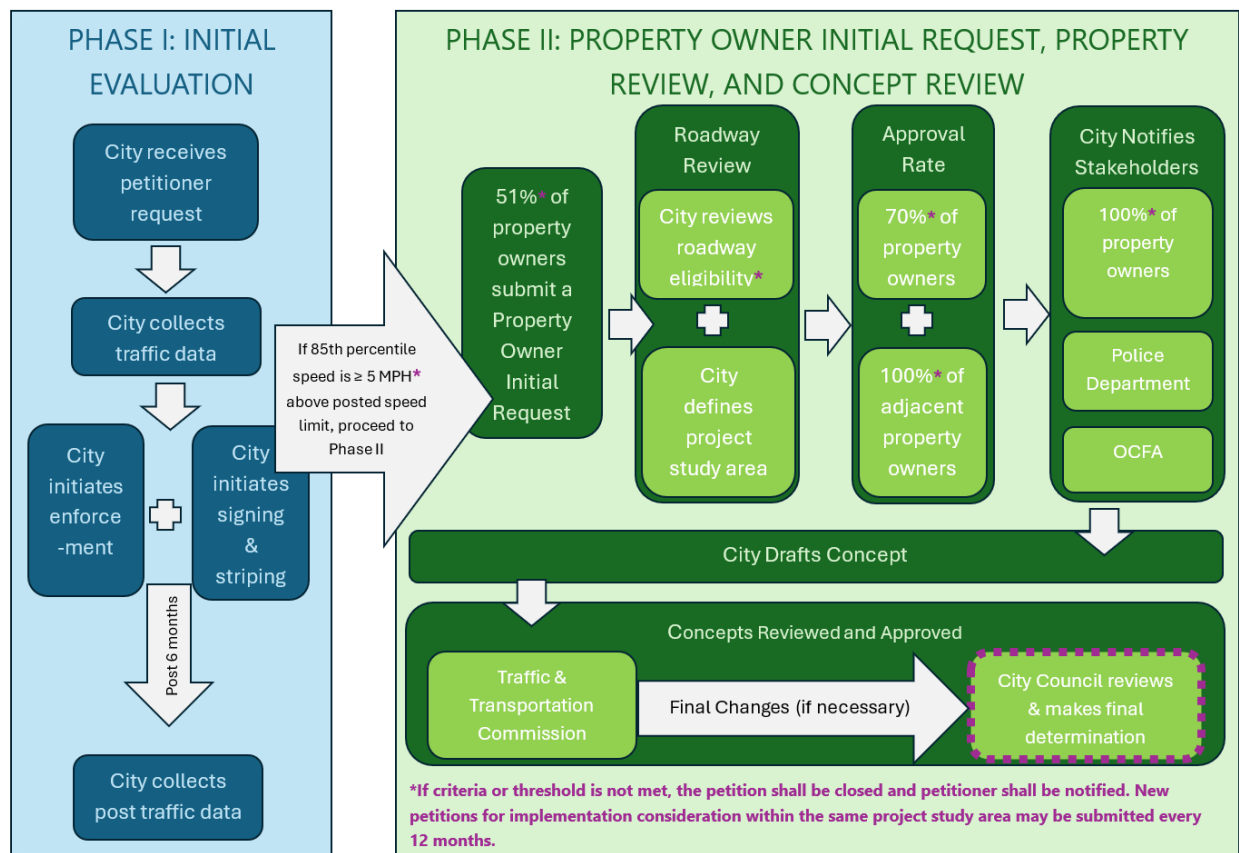 PHASE I: INITIAL
EVALUATION
City receives
petitioner
request
City collects
traffic data
City
initiates
enforce
-ment
City
initiates
signing
&
striping
Post 6 months
City collects
post traffic data
If 85th percentile
speed is ≥ 5 MPH*
above posted speed
limit, proceed to
Phase II
PHASE II: PROPERTY OWNER INITIAL REQUEST, PROPERTY
REVIEW, AND CONCEPT REVIEW
51%* of
property
owners
submit a
Property
Owner
Initial
Request
Roadway
Review
City reviews
roadway
eligibility*
City
defines
project
study area
Approval
Rate
70%* of
property
owners
100%* of
adjacent
property
owners
City Notifies
Stakeholders
100%* of
property
owners
Police
Department
OCFA
City Drafts Concept
Concepts Reviewed and Approved
Traffic &
Transportation
Commission
Final Changes (if necessary)
City Council reviews
& makes final
determination
*If criteria or threshold is not met, the petition shall be closed and petitioner shall be notified. New
petitions for implementation consideration within the same project study area may be submitted every
12 months.